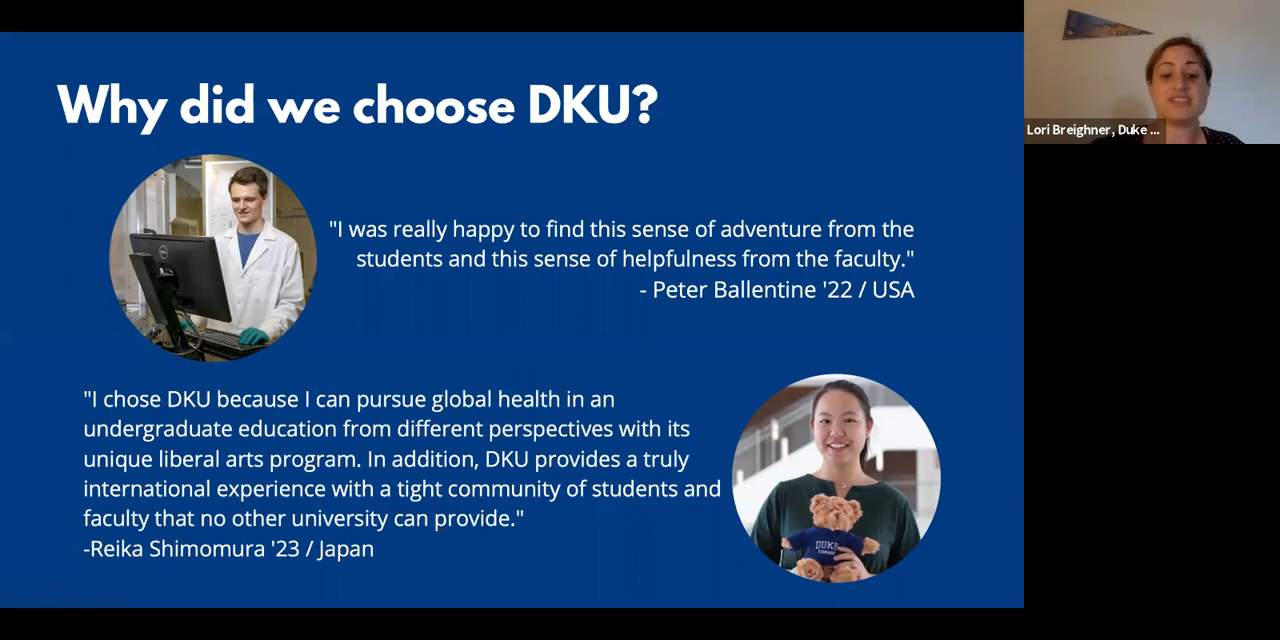 Why did we choose DKU?
Lori Breighner, Duke ...
"I was really happy to find this sense of adventure from the
students and this sense of helpfulness from the faculty."
- Peter Ballentine '22 / USA
"I chose DKU because I can pursue global health in an
undergraduate education from different perspectives with its
unique liberal arts program. In addition, DKU provides a truly
international experience with a tight community of students and
faculty that no other university can provide."
-Reika Shimomura '23 / Japan
DUKE